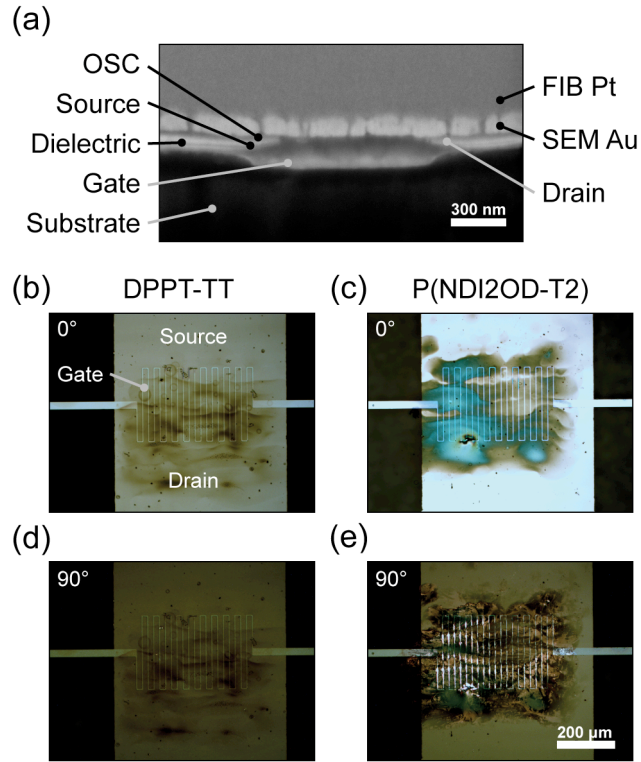 (a)
OSC
Source
Dielectric
Gate
Substrate
FIB Pt
SEM Au
Drain
300 nm
(b)
DPPT-TT
0°
Source
Gate
Drain
(c)
P(NDI2OD-T2)
0°
(d)
90°
(e)
90°
200 µm